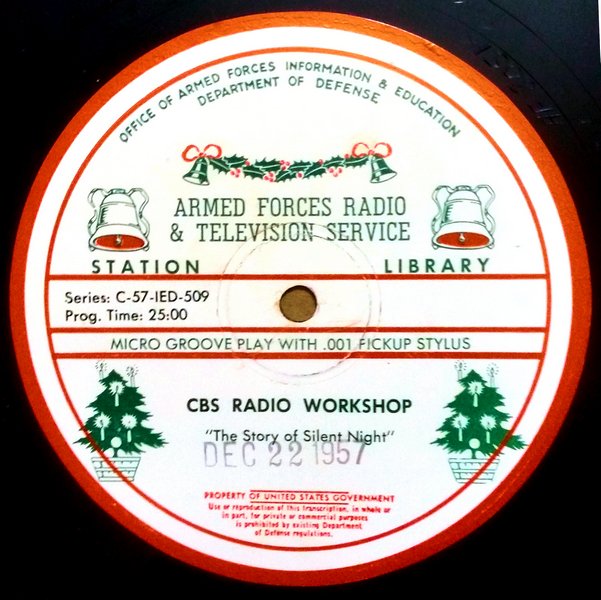 OFFICE OF ARMED FORCES INFORMATION & EDUCATION
DEPARTMENT OF DEFENSE
ARMED FORCES RADIO
& TELEVISION SERVICE
STATION LIBRARY
Series: C-57-IED-509
Prog. Time: 25:00
MICRO GROOVE PLAY WITH .001 PICKUP STYLUS
CBS RADIO WORKSHOP
"The Story of Silent Night"
DEC 22 1957
PROPERTY OF UNITED STATES GOVERNMENT
Use or reproduction of this transcription, in whole or
in part, for private or commercial purposes
is prohibited by existing Department
of Defense regulations.